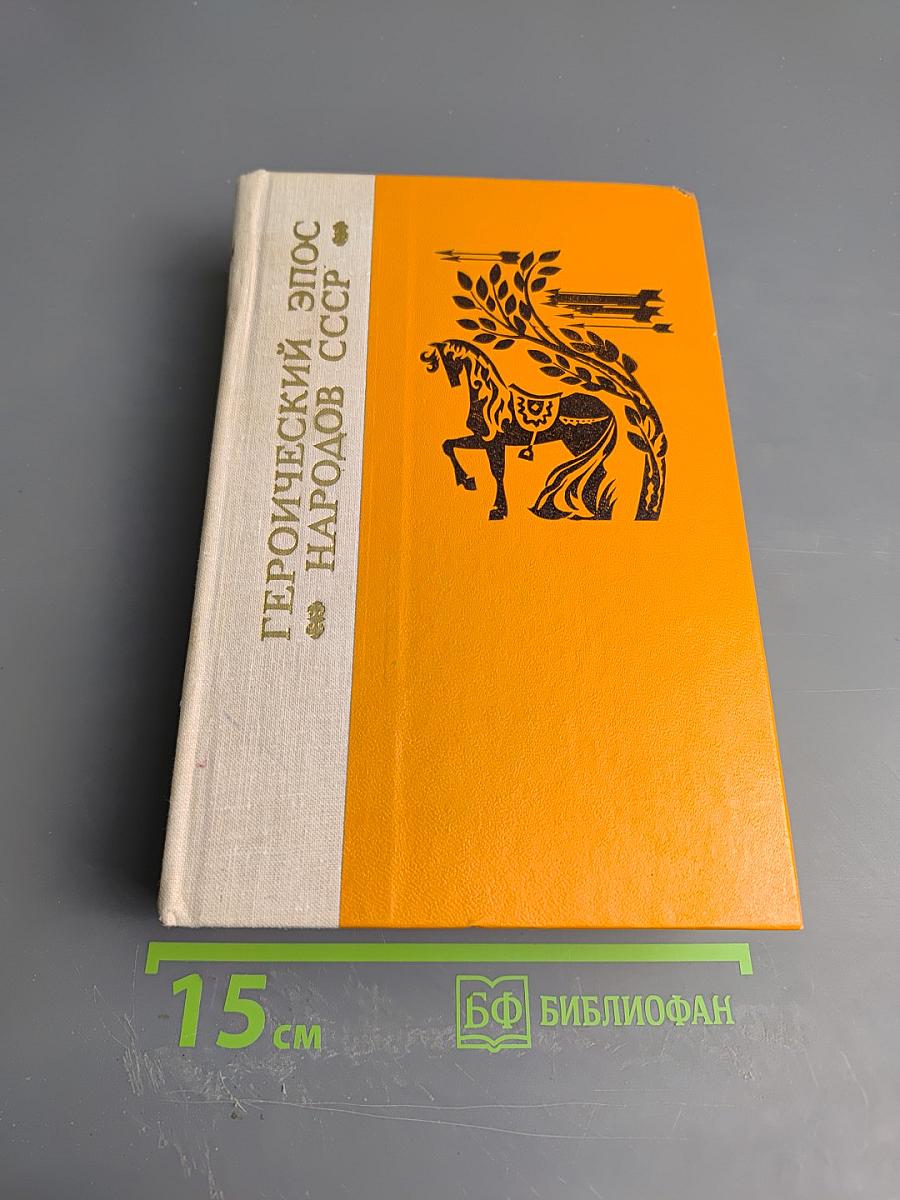 ГЕРОИЧЕСКИЙ ЭПОС
НАРОДОВ СССР
15 см
БФ БИБЛИОФАН